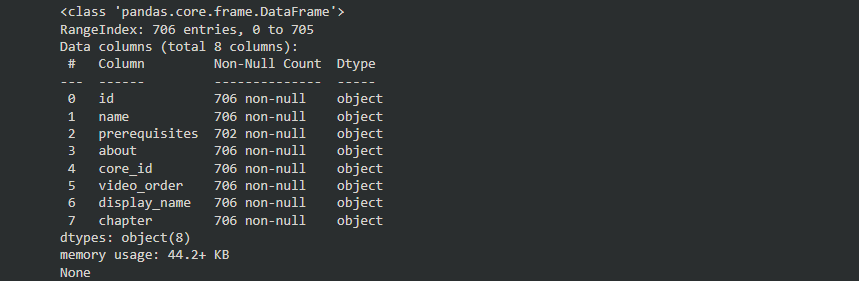 <class 'pandas.core.frame.DataFrame'>
RangeIndex: 706 entries, 0 to 705
Data columns (total 8 columns):
 #   Column         Non-Null Count  Dtype
---  ------         --------------  -----
 0   id             706 non-null    object
 1   name           706 non-null    object
 2   prerequisites  702 non-null    object
 3   about          706 non-null    object
 4   core_id        706 non-null    object
 5   video_order    706 non-null    object
 6   display_name   706 non-null    object
 7   chapter        706 non-null    object
dtypes: object(8)
memory usage: 44.2+ KB
None